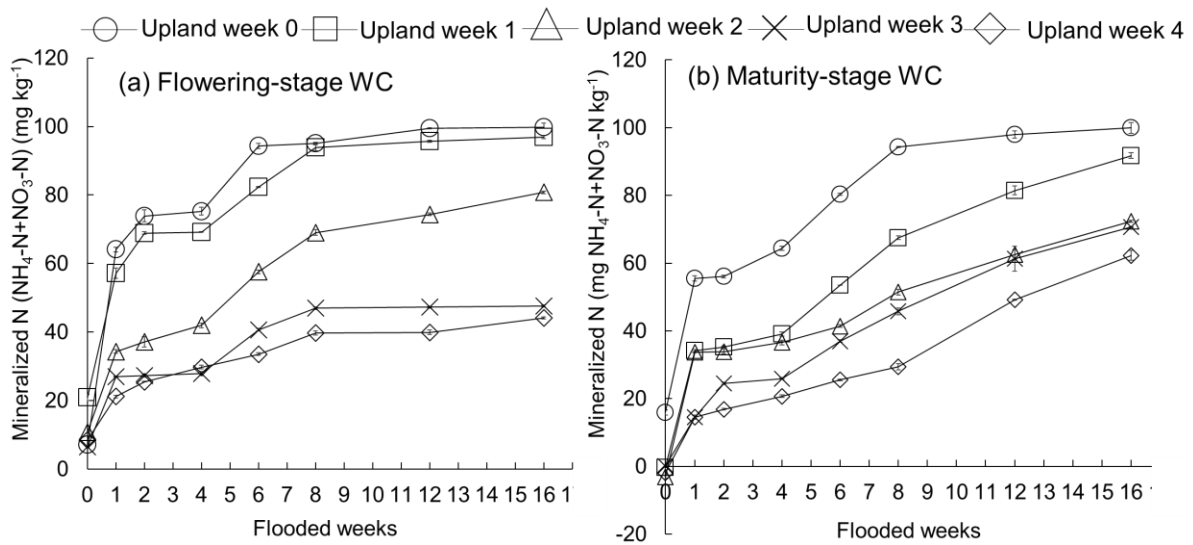 Upland week 0 Upland week 1 Upland week 2 Upland week 3 Upland week 4
(a) Flowering-stage WC
Mineralized N (NH₄-N+NO₃-N) (mg kg⁻¹)
120
100
80
60
40
20
0
0 1 2 3 4 5 6 7 8 9 10 11 12 13 14 15 16 1
Flooded weeks
(b) Maturity-stage WC
Mineralized N (mg NH₄-N+NO₃-N kg⁻¹)
120
100
80
60
40
20
0
-20
0 1 2 3 4 5 6 7 8 9 10 11 12 13 14 15 16
Flooded weeks